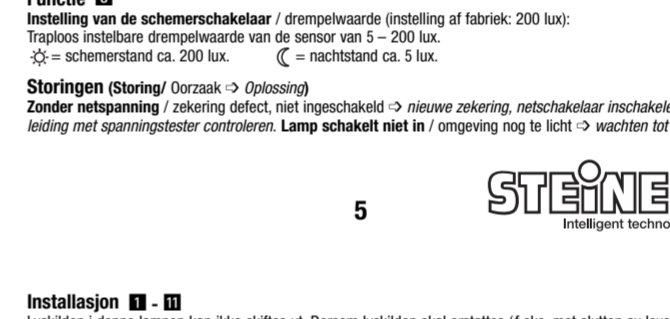 Functie 6
Instelling van de schemerschakelaar / drempelwaarde (instelling af fabriek: 200 lux):
Traploos instelbare drempelwaarde van de sensor van 5 – 200 lux.
= schemerstand ca. 200 lux. = nachtstand ca. 5 lux.
Storingen (Storing/ Oorzaak ⇨ Oplossing)
Zonder netspanning / zekering defect, niet ingeschakeld ⇨ nieuwe zekering, netschakelaar inschakele
leiding met spanningstester controleren. Lamp schakelt niet in / omgeving nog te licht ⇨ wachten tot
5
STEINE
Intelligent techno
Installasjon 1 - 11